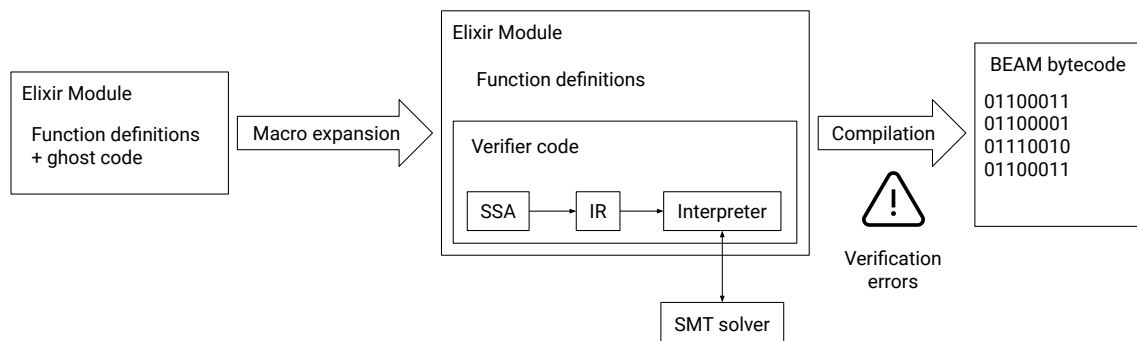 Elixir Module
Function definitions
+ ghost code
Macro expansion
Elixir Module
Function definitions
Verifier code
SSA
IR
Interpreter
SMT solver
Compilation
Verification
errors
BEAM bytecode
01100011
01100001
01110010
01100011